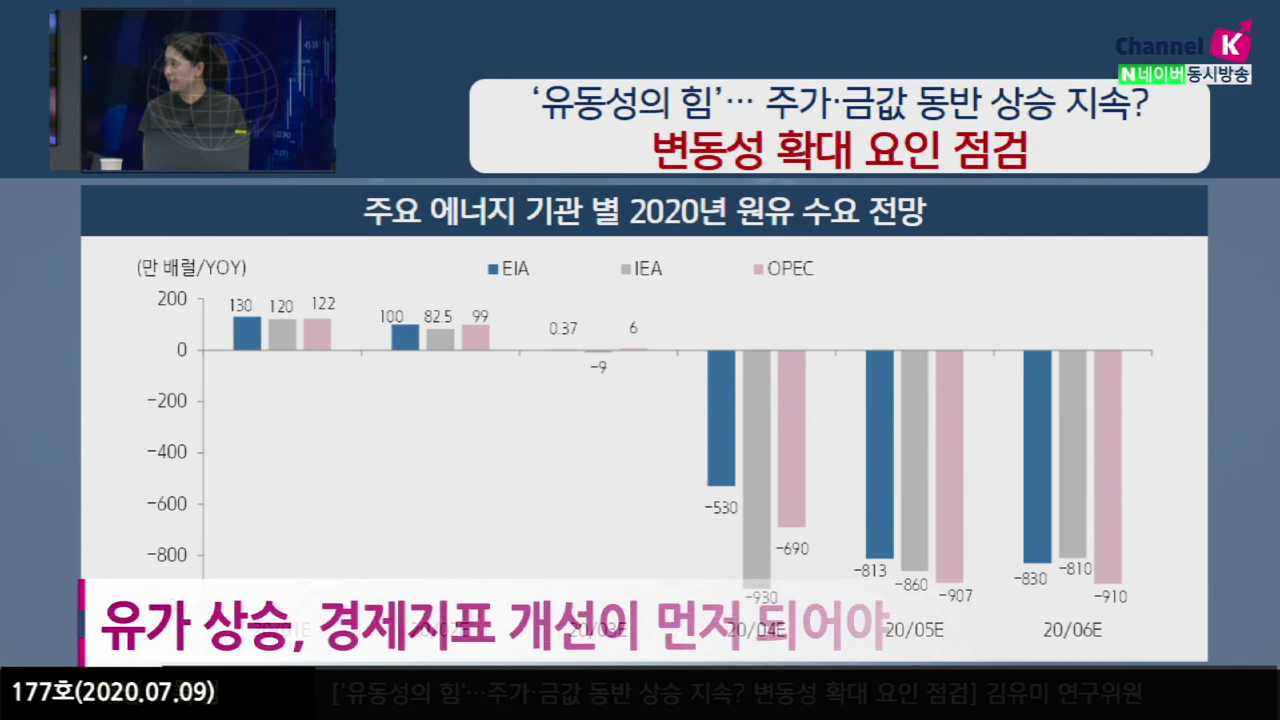 Channel K
N네이버 동시방송
‘유동성의 힘’… 주가·금값 동반 상승 지속?
변동성 확대 요인 점검
주요 에너지 기관 별 2020년 원유 수요 전망
(만 배럴/YOY)
EIA IEA OPEC
200
0
-200
-400
-600
-800
130 120 122
100 82.5 99
0.37 -9 6
-530 -930 -690
-813 -860 -907
-830 -810 -910
20/02E 20/03E 20/04E 20/05E 20/06E
유가 상승, 경제지표 개선이 먼저 되어야
177호(2020.07.09)
['유동성의 힘'…주가·금값 동반 상승 지속? 변동성 확대 요인 점검] 김유미 연구위원